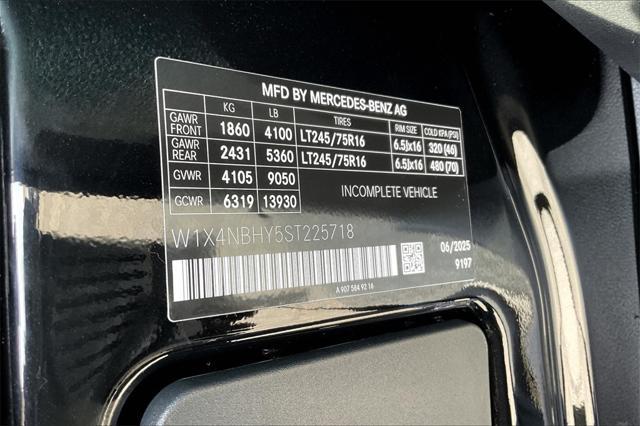 MFD BY MERCEDES-BENZ AG
KG LB TIRES RIM SIZE COLD KPA (PSI)
GAWR FRONT 1860 4100 LT245/75R16 6.5Jx16 320 (46)
GAWR REAR 2431 5360 LT245/75R16 6.5Jx16 480 (70)
GVWR 4105 9050
GCWR 6319 13930
INCOMPLETE VEHICLE
W1X4NBHY5ST225718
06/2025
9197
A 907 584 92 16